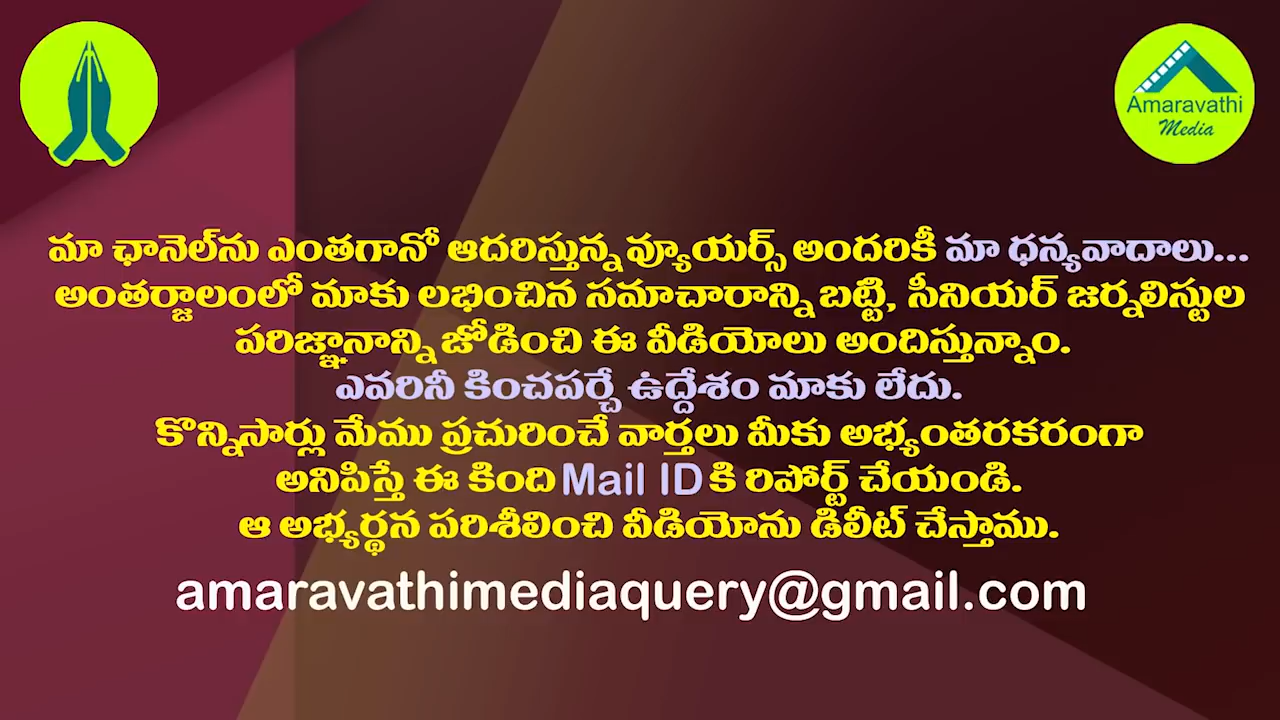 Amaravathi
Media
మా ఛానెల్‌ను ఎంతగానో ఆదరిస్తున్న వ్యూయర్స్ అందరికీ మా ధన్యవాదాలు...
అంతర్జాలంలో మాకు లభించిన సమాచారాన్ని బట్టి, సీనియర్ జర్నలిస్టుల
పరిజ్ఞానాన్ని జోడించి ఈ వీడియోలు అందిస్తున్నాం.
ఎవరినీ కించపర్చే ఉద్దేశం మాకు లేదు.
కొన్నిసార్లు మేము ప్రచురించే వార్తలు మీకు అభ్యంతరకరంగా
అనిపిస్తే ఈ కింది Mail ID కి రిపోర్ట్ చేయండి.
ఆ అభ్యర్థన పరిశీలించి వీడియోను డిలీట్ చేస్తాము.
amaravathimediaquery@gmail.com